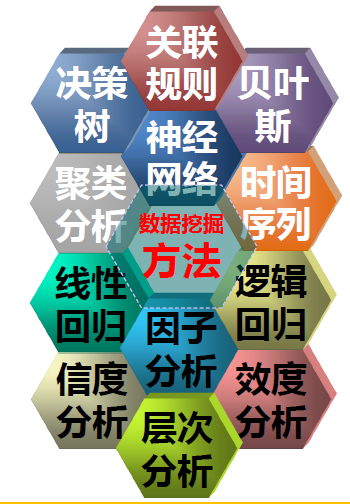 关联
规则
决策
树
贝叶
斯
神经
网络
聚类
分析
时间
序列
数据挖掘
方法
线性
回归
逻辑
回归
因子
分析
信度
分析
效度
分析
层次
分析